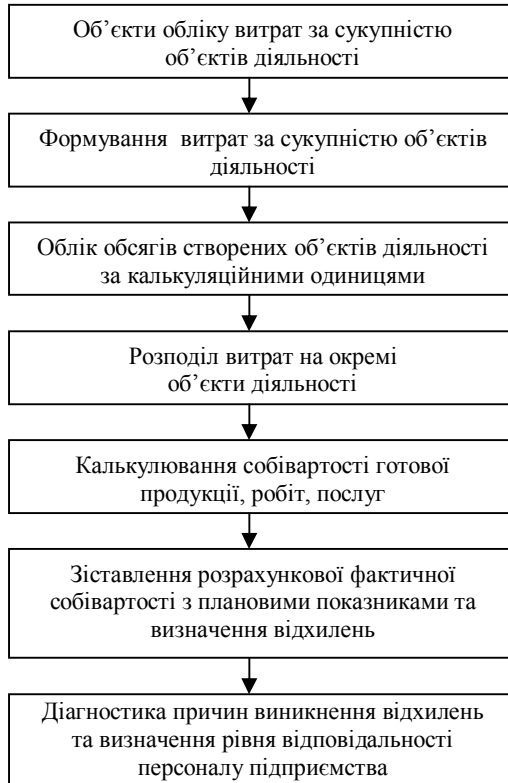 Об’єкти обліку витрат за сукупністю
об’єктів діяльності
Формування витрат за сукупністю об’єктів
діяльності
Облік обсягів створених об’єктів діяльності
за калькуляційними одиницями
Розподіл витрат на окремі
об’єкти діяльності
Калькулювання собівартості готової
продукції, робіт, послуг
Зіставлення розрахункової фактичної
собівартості з плановими показниками та
визначення відхилень
Діагностика причин виникнення відхилень
та визначення рівня відповідальності
персоналу підприємства